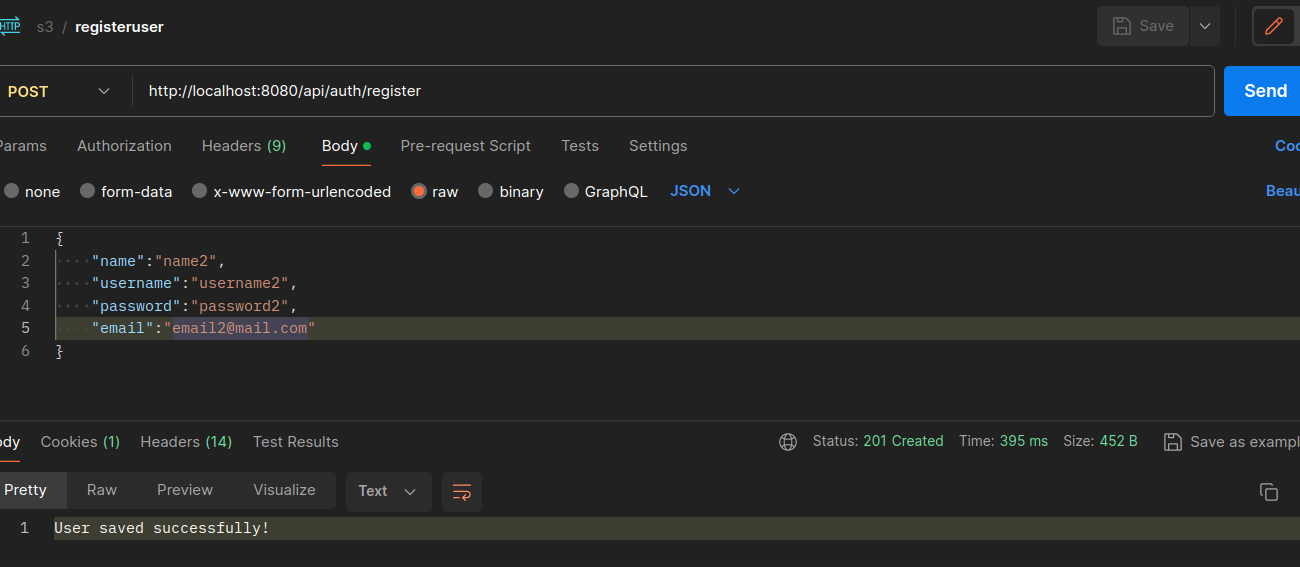 HTTP s3 / registeruser Save
POST http://localhost:8080/api/auth/register Send
Params Authorization Headers (9) Body Pre-request Script Tests Settings Coo
none form-data x-www-form-urlencoded raw binary GraphQL JSON Beau
1 {
2 "name":"name2",
3 "username":"username2",
4 "password":"password2",
5 "email":"email2@mail.com"
6 }
ody Cookies (1) Headers (14) Test Results Status: 201 Created Time: 395 ms Size: 452 B Save as exampl
Pretty Raw Preview Visualize Text
1 User saved successfully!